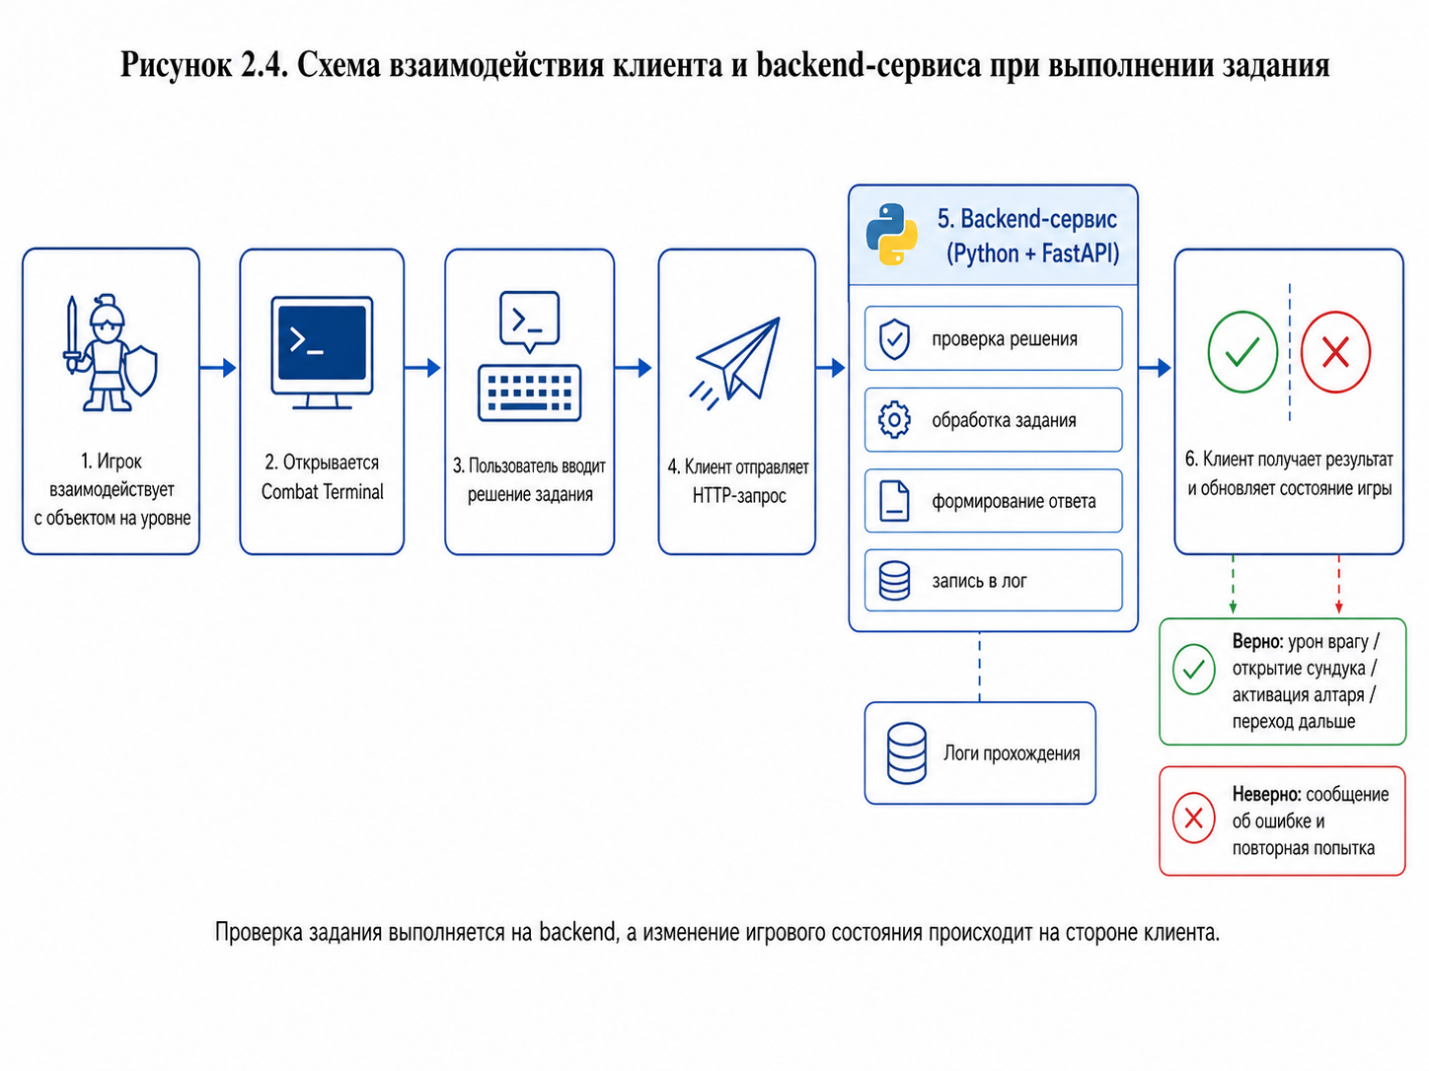 Рисунок 2.4. Схема взаимодействия клиента и backend-сервиса при выполнении задания
1. Игрок
взаимодействует
с объектом на уровне
2. Открывается
Combat Terminal
3. Пользователь вводит
решение задания
4. Клиент отправляет
HTTP-запрос
5. Backend-сервис
(Python + FastAPI)
проверка решения
обработка задания
формирование ответа
запись в лог
Логи прохождения
6. Клиент получает результат
и обновляет состояние игры
Верно: урон врагу /
открытие сундука /
активация алтаря /
переход дальше
Неверно: сообщение
об ошибке и
повторная попытка
Проверка задания выполняется на backend, а изменение игрового состояния происходит на стороне клиента.